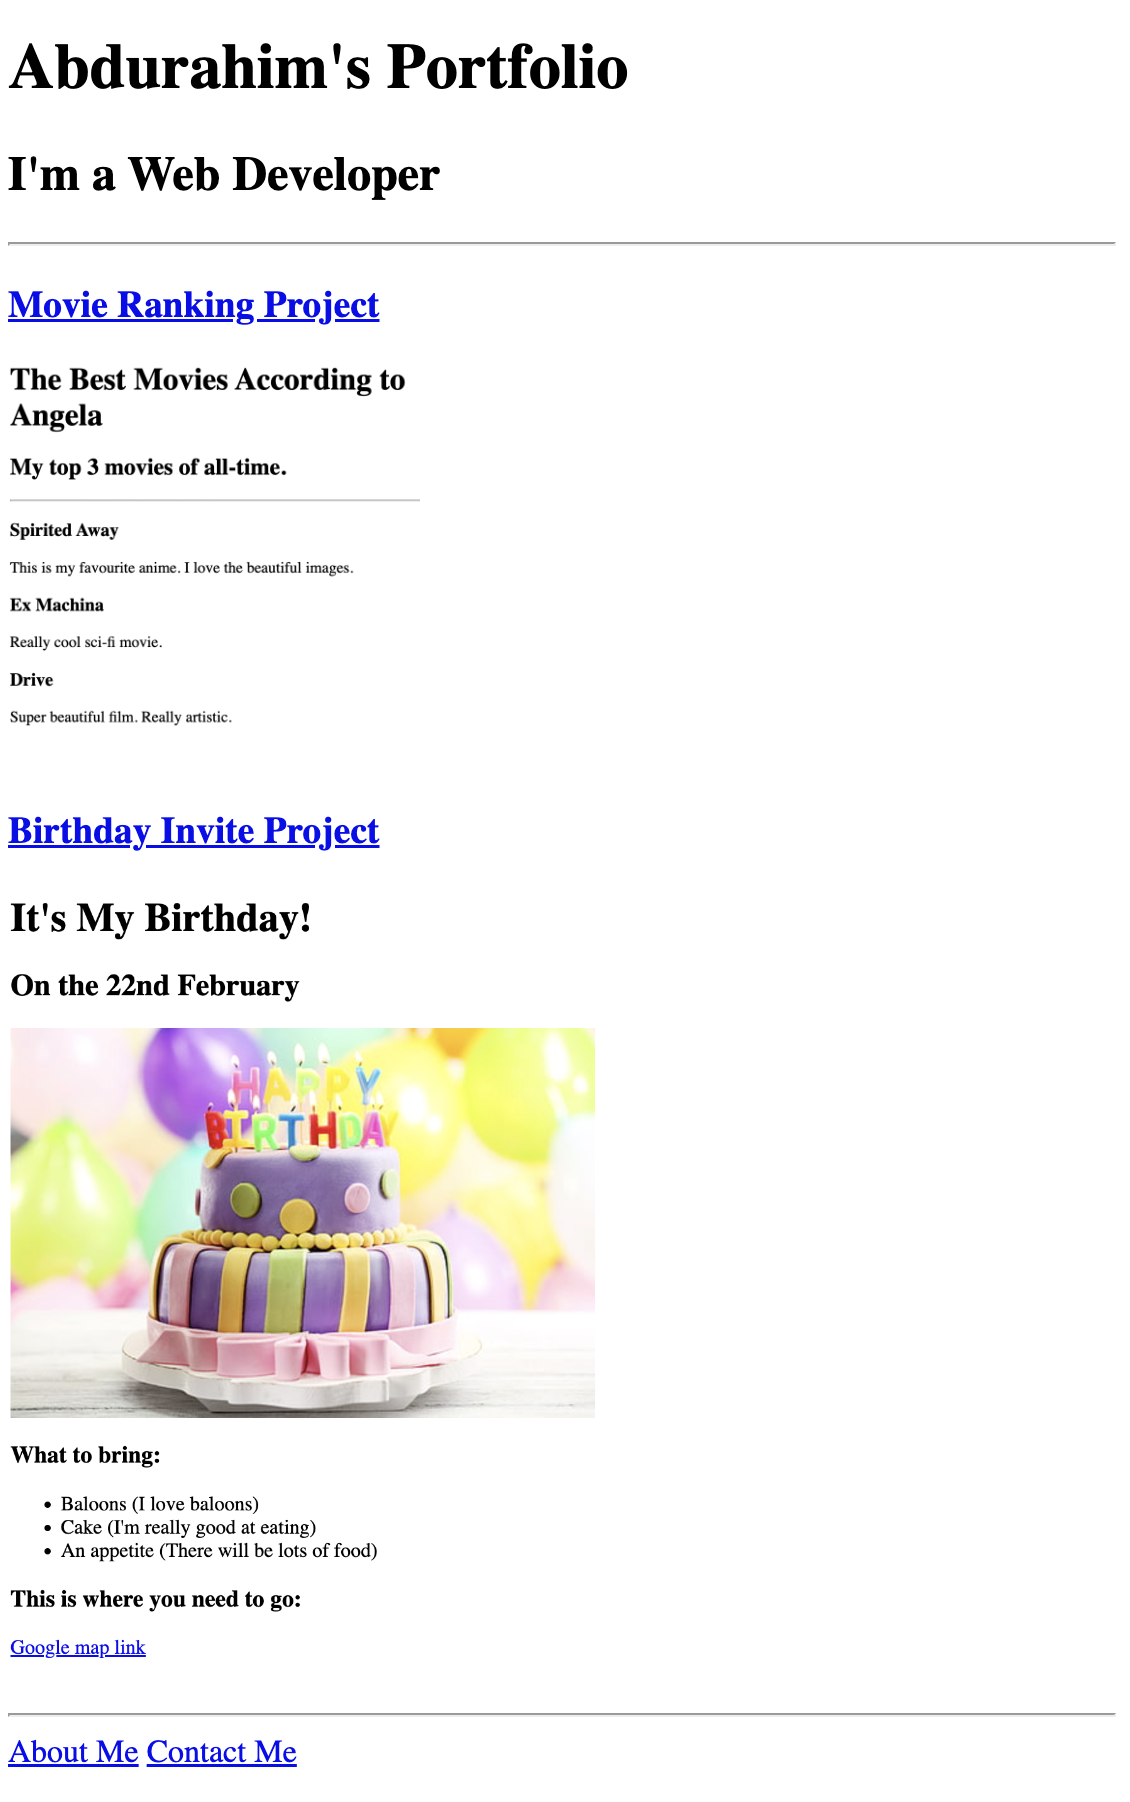 Abdurahim's Portfolio
I'm a Web Developer
Movie Ranking Project
The Best Movies According to
Angela
My top 3 movies of all-time.
Spirited Away
This is my favourite anime. I love the beautiful images.
Ex Machina
Really cool sci-fi movie.
Drive
Super beautiful film. Really artistic.
Birthday Invite Project
It's My Birthday!
On the 22nd February
HAPPY
BIRTHDAY
What to bring:
• Baloons (I love baloons)
• Cake (I'm really good at eating)
• An appetite (There will be lots of food)
This is where you need to go:
Google map link
About Me Contact Me